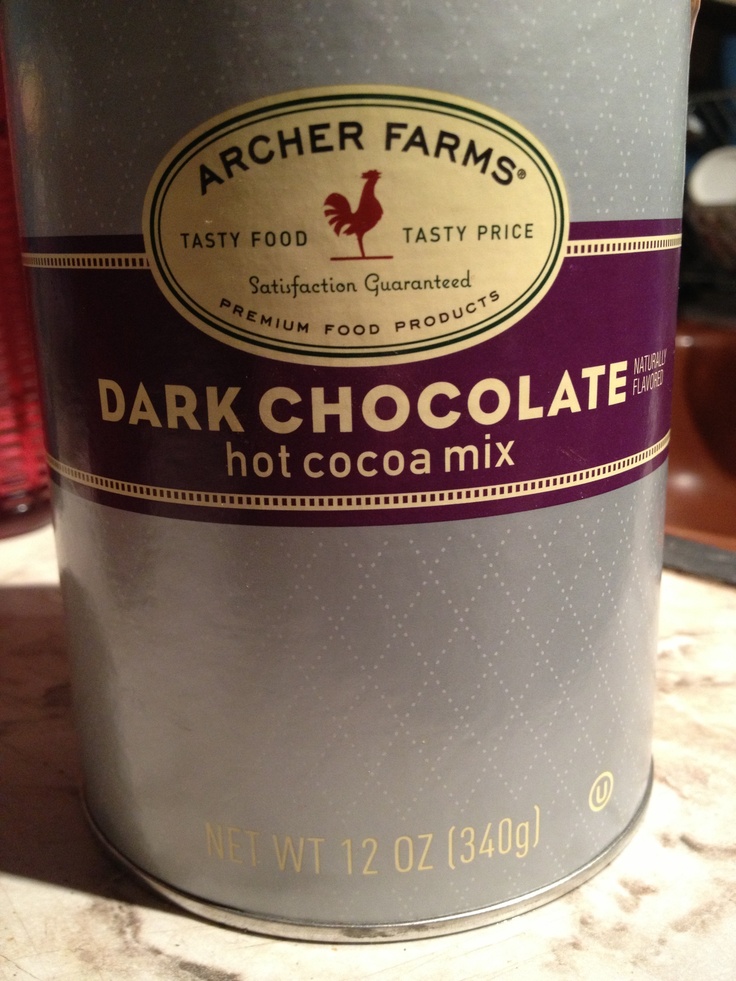 ARCHER FARMS®
TASTY FOOD TASTY PRICE
Satisfaction Guaranteed
PREMIUM FOOD PRODUCTS
DARK CHOCOLATE NATURALLY FLAVORED
hot cocoa mix
U
NET WT 12 OZ (340g)